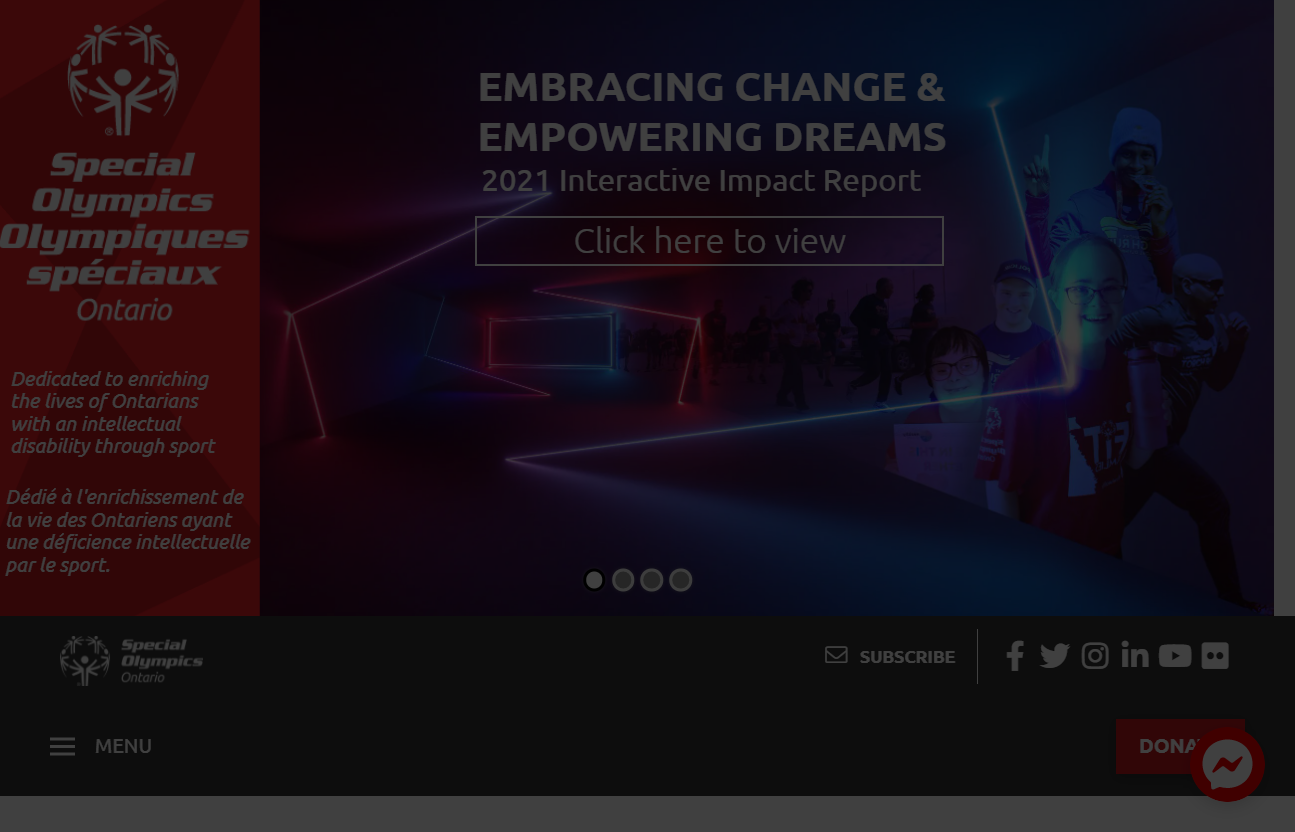 Special
Olympics
Olympiques
spéciaux
Ontario
Dedicated to enriching
the lives of Ontarians
with an intellectual
disability through sport
Dédié à l'enrichissement de
la vie des Ontariens ayant
une déficience intellectuelle
par le sport.
EMBRACING CHANGE &
EMPOWERING DREAMS
2021 Interactive Impact Report
Click here to view
Special
Olympics
Ontario
SUBSCRIBE
MENU